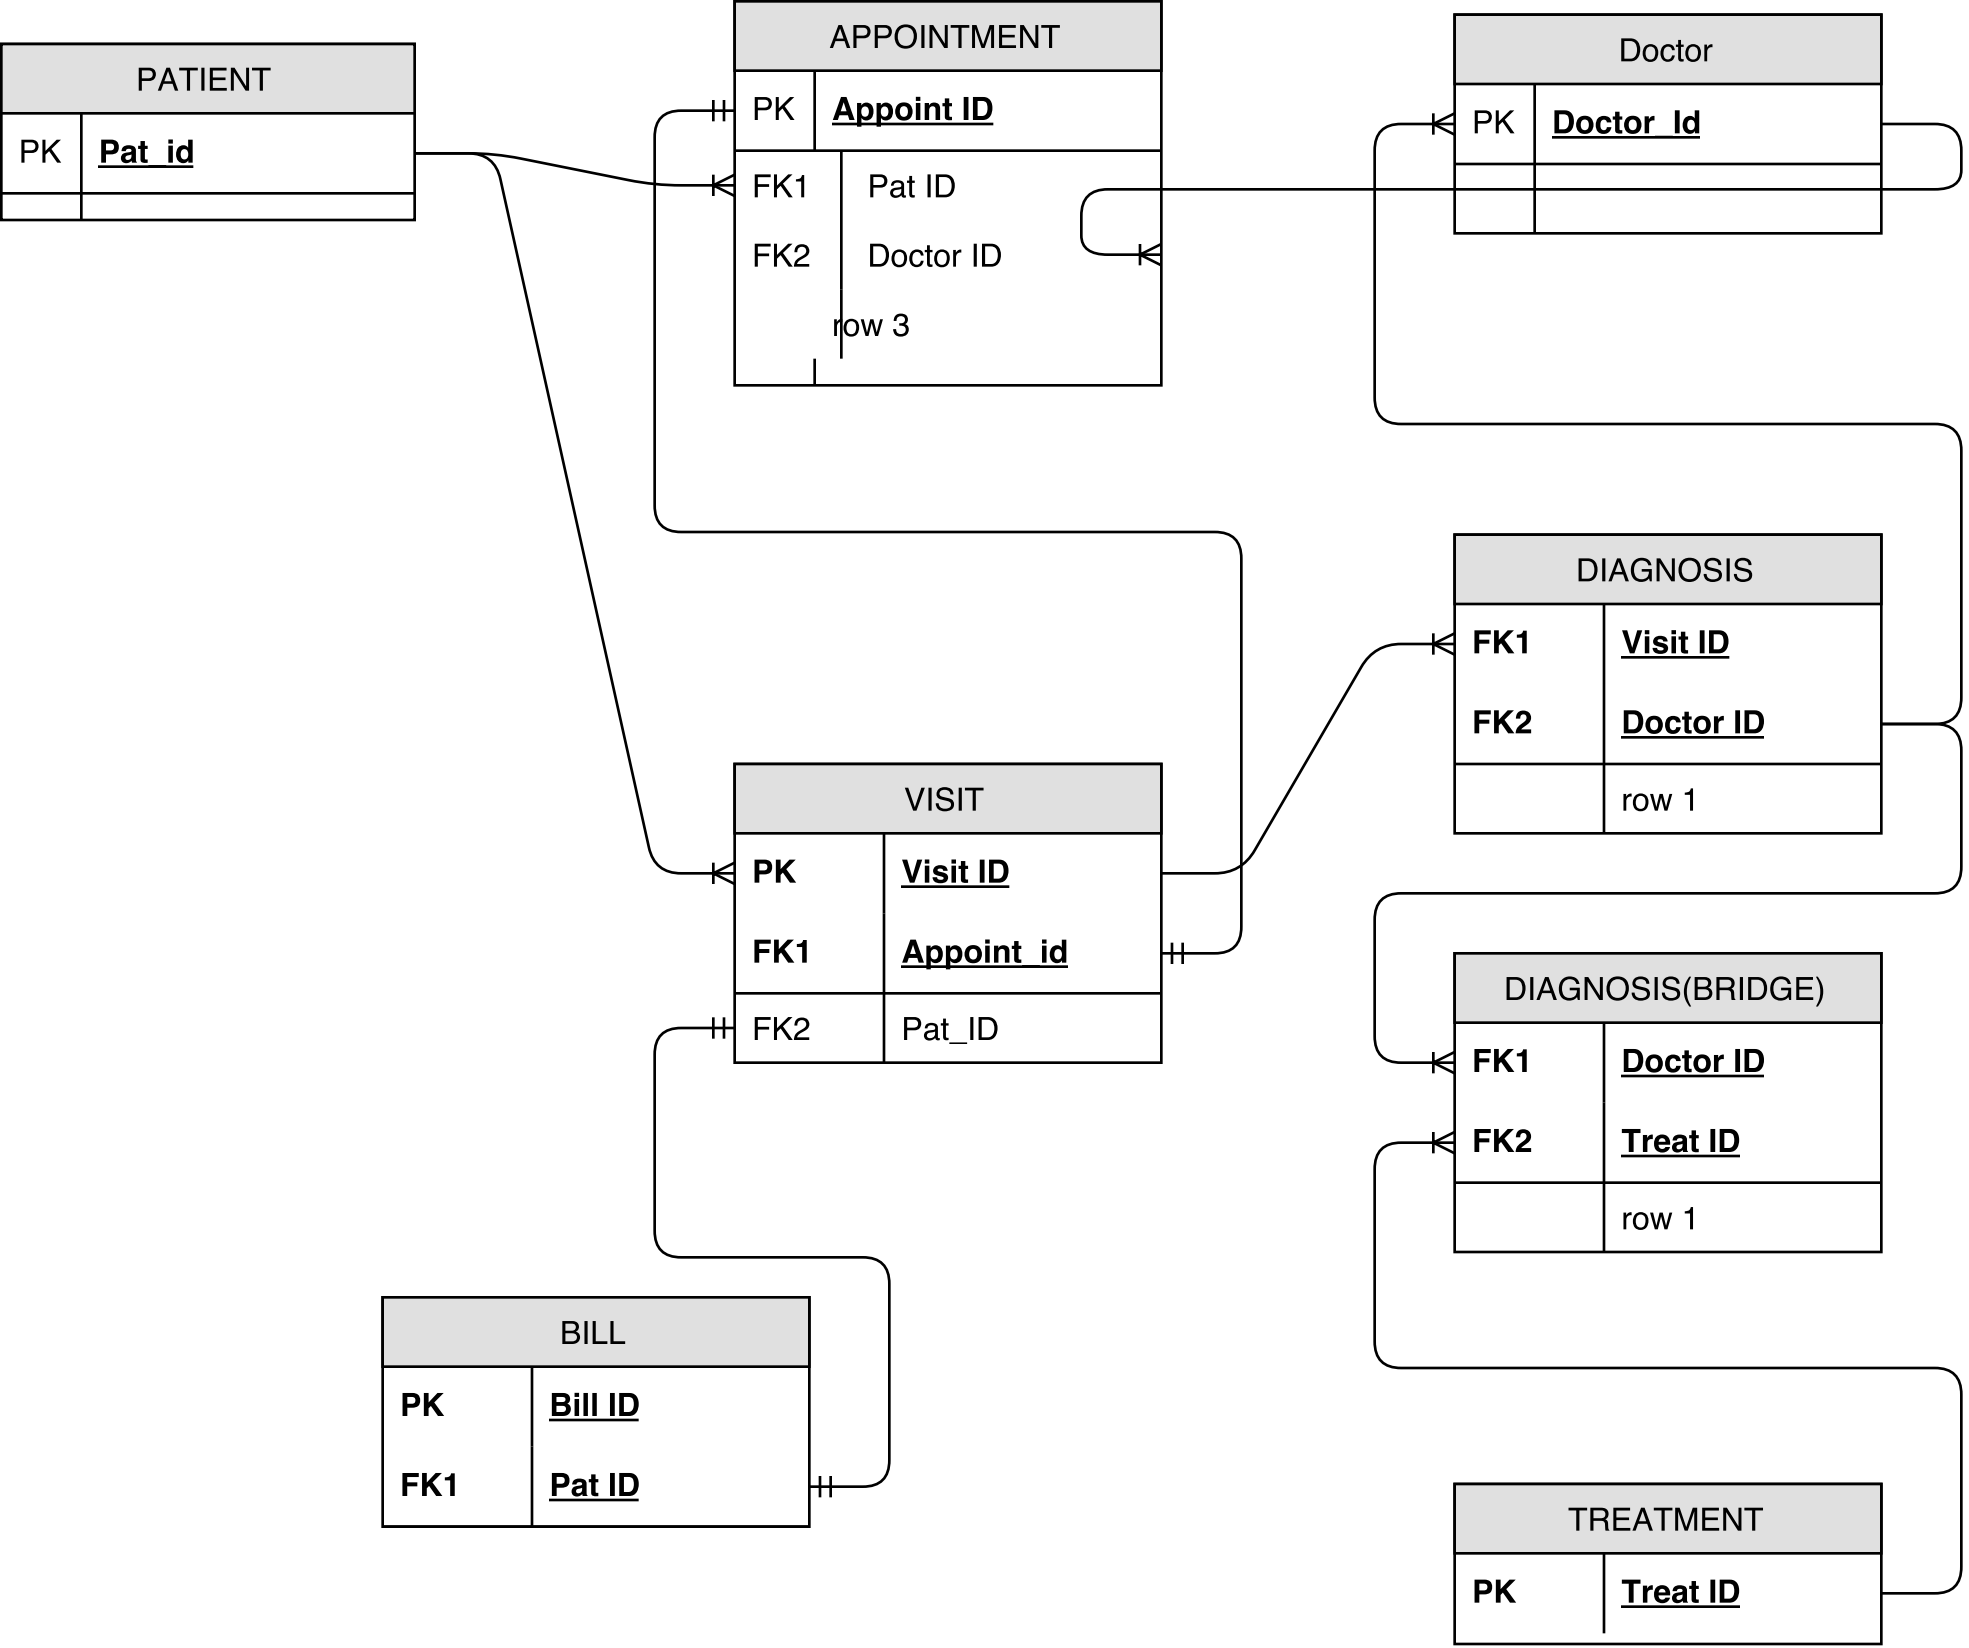 PATIENT
PK Pat_id
APPOINTMENT
PK Appoint ID
FK1 Pat ID
FK2 Doctor ID
row 3
Doctor
PK Doctor_Id
DIAGNOSIS
FK1 Visit ID
FK2 Doctor ID
row 1
VISIT
PK Visit ID
FK1 Appoint_id
FK2 Pat_ID
DIAGNOSIS(BRIDGE)
FK1 Doctor ID
FK2 Treat ID
row 1
BILL
PK Bill ID
FK1 Pat ID
TREATMENT
PK Treat ID